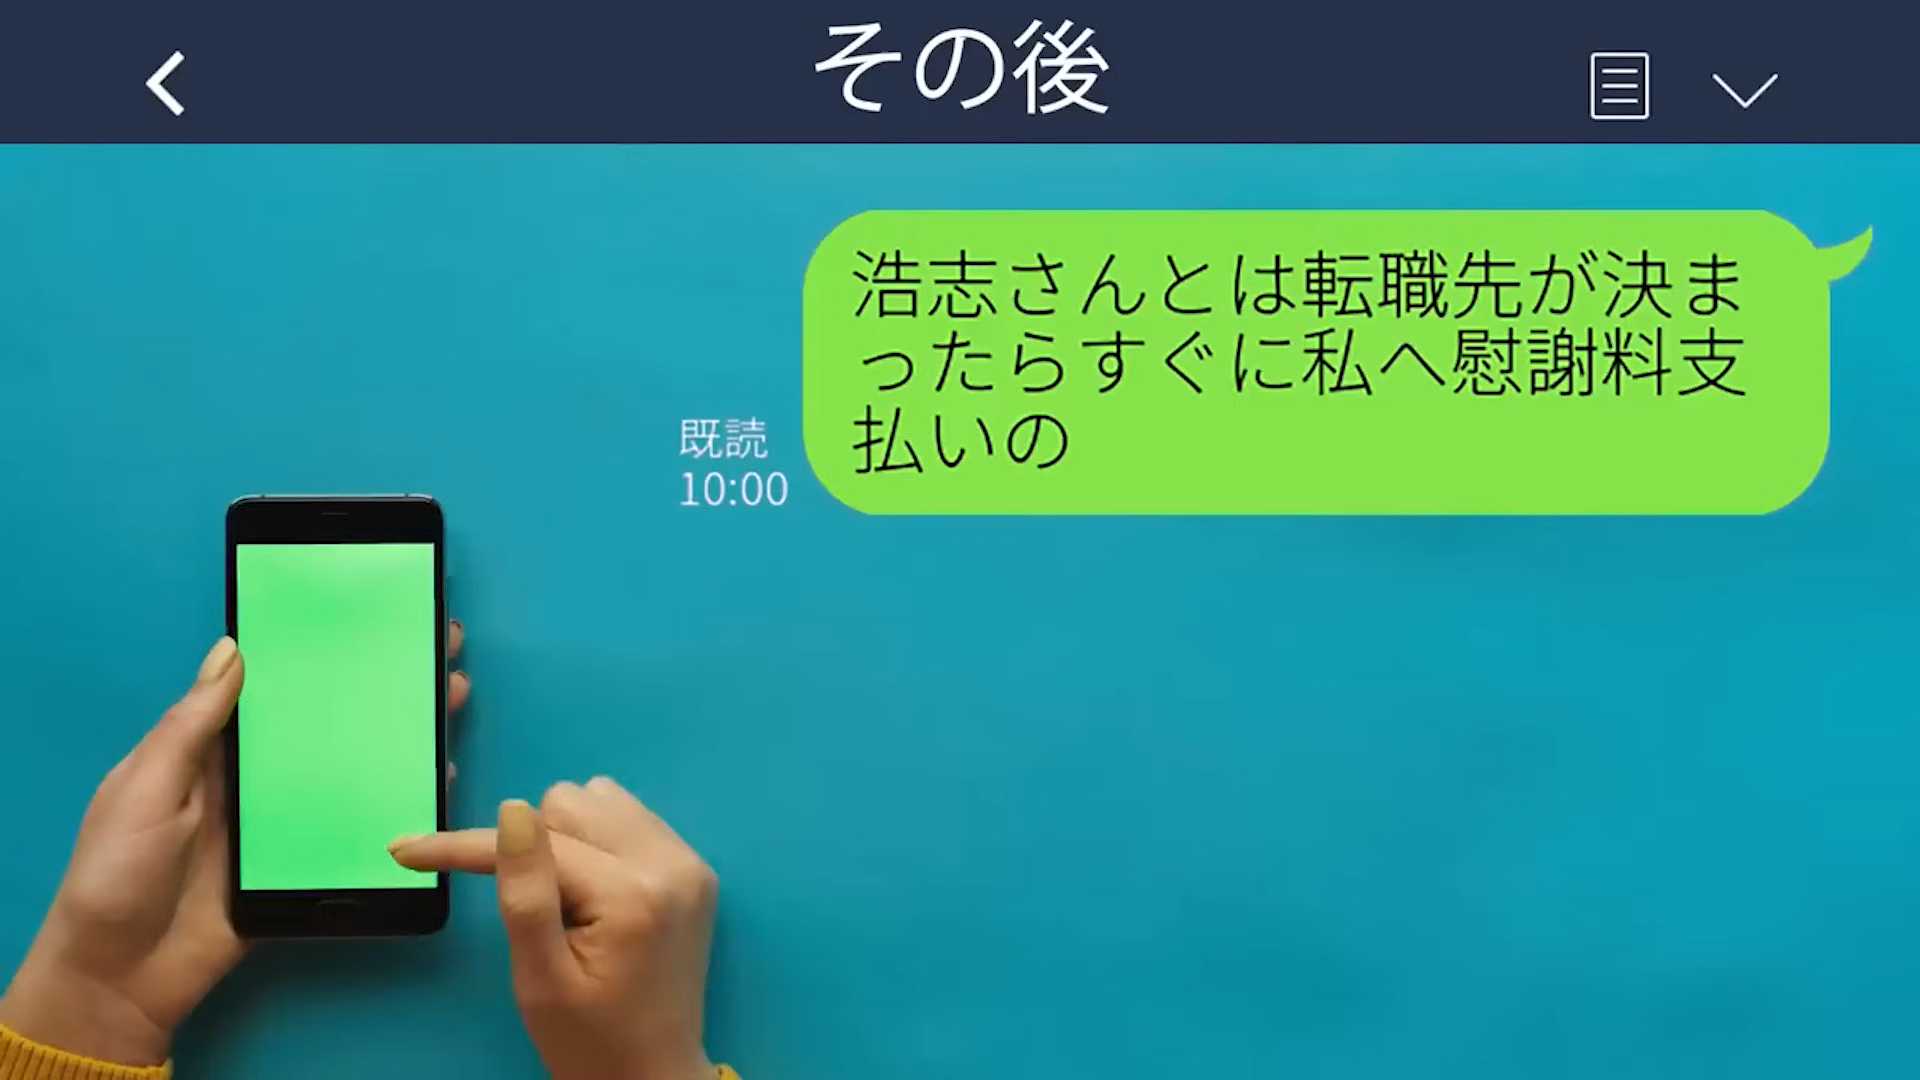 その後
浩志さんとは転職先が決ま
ったらすぐに私へ慰謝料支
払いの
既読
10:00